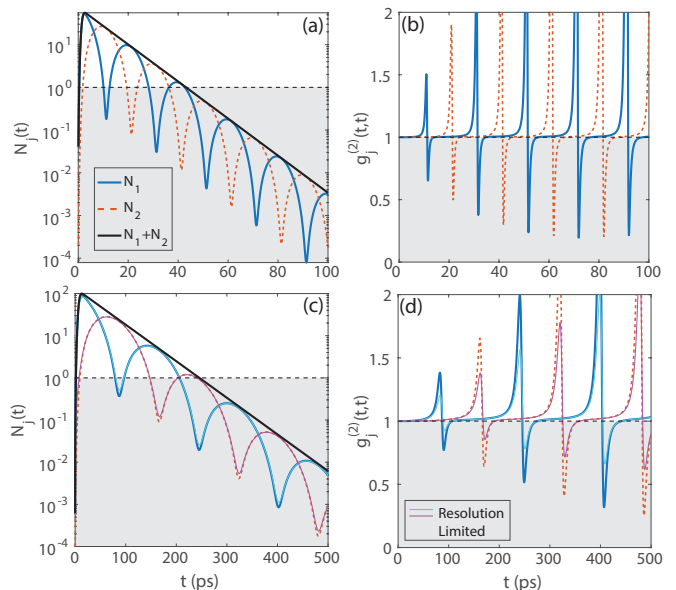 (a)
N_j(t)
10^1
10^0
10^-1
10^-2
10^-3
10^-4
N_1
N_2
N_1+N_2
0 20 40 60 80 100
(b)
g_j^(2)(t,t)
2
1.5
1
0.5
0
0 20 40 60 80 100
(c)
N_j(t)
10^2
10^1
10^0
10^-1
10^-2
10^-3
10^-4
0 100 200 300 400 500
t (ps)
(d)
g_j^(2)(t,t)
2
1.5
1
0.5
0
Resolution
Limited
0 100 200 300 400 500
t (ps)